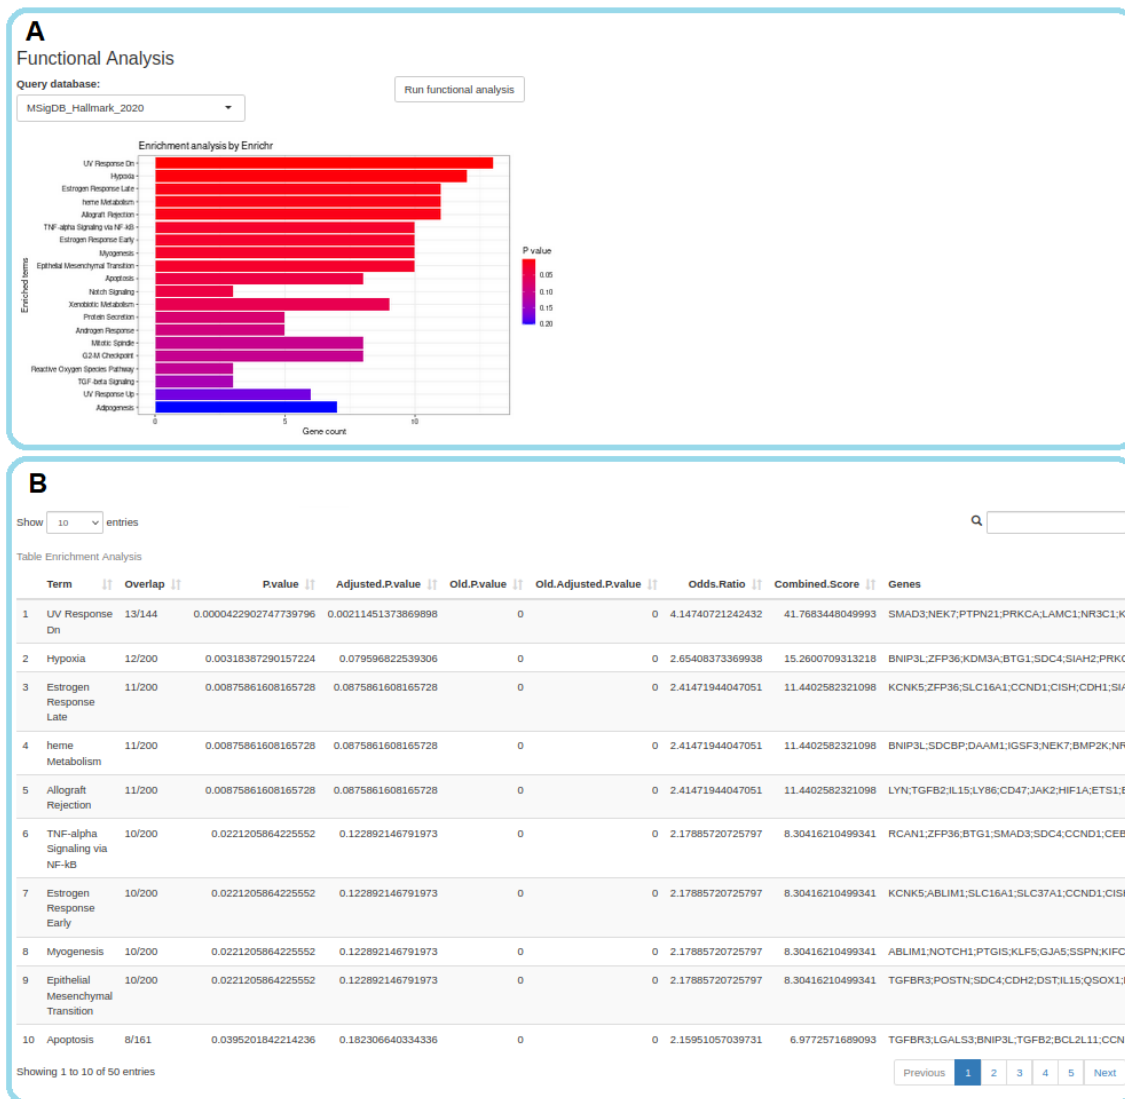 A
Functional Analysis
Query database:
MSigDB_Hallmark_2020
Run functional analysis
Enrichment analysis by Enrichr
UV Response Dn
Hypoxia
Estrogen Response Late
heme Metabolism
Allograft Rejection
TNF-alpha Signaling via NF-kB
Estrogen Response Early
Myogenesis
Epithelial Mesenchymal Transition
Apoptosis
Notch Signaling
Xenobiotic Metabolism
Protein Secretion
Androgen Response
Mitotic Spindle
G2-M Checkpoint
Reactive Oxygen Species Pathway
TGF-beta Signaling
UV Response Up
Adipogenesis
Enriched terms
0 5 10
Gene count
P value
0.05
0.10
0.15
0.20
B
Show 10 entries
Table Enrichment Analysis
Term Overlap P.value Adjusted.P.value Old.P.value Old.Adjusted.P.value Odds.Ratio Combined.Score Genes
1 UV Response 13/144 0.0000422902747739796 0.00211451373869898 0 0 4.14740721242432 41.7683448049993 SMAD3;NEK7;PTPN21;PRKCA;LAMC1;NR3C1;K
Dn
2 Hypoxia 12/200 0.00318387290157224 0.079596822539306 0 0 2.65408373369938 15.2600709313218 BNIP3L;ZFP36;KDM3A;BTG1;SDC4;SIAH2;PRKC
3 Estrogen 11/200 0.00875861608165728 0.0875861608165728 0 0 2.41471944047051 11.4402582321098 KCNK5;ZFP36;SLC16A1;CCND1;CISH;CDH1;SIA
Response
Late
4 heme 11/200 0.00875861608165728 0.0875861608165728 0 0 2.41471944047051 11.4402582321098 BNIP3L;SDCBP;DAAM1;IGSF3;NEK7;BMP2K;NR
Metabolism
5 Allograft 11/200 0.00875861608165728 0.0875861608165728 0 0 2.41471944047051 11.4402582321098 LYN;TGFB2;IL15;LY86;CD47;JAK2;HIF1A;ETS1;
Rejection
6 TNF-alpha 10/200 0.0221205864225552 0.122892146791973 0 0 2.17885720725797 8.30416210499341 RCAN1;ZFP36;BTG1;SMAD3;SDC4;CCND1;CEB
Signaling via
NF-kB
7 Estrogen 10/200 0.0221205864225552 0.122892146791973 0 0 2.17885720725797 8.30416210499341 KCNK5;ABLIM1;SLC16A1;SLC37A1;CCND1;CISH
Response
Early
8 Myogenesis 10/200 0.0221205864225552 0.122892146791973 0 0 2.17885720725797 8.30416210499341 ABLIM1;NOTCH1;PTGIS;KLF5;GJA5;SSPN;KIFC
9 Epithelial 10/200 0.0221205864225552 0.122892146791973 0 0 2.17885720725797 8.30416210499341 TGFBR3;POSTN;SDC4;CDH2;DST;IL15;QSOX1;
Mesenchymal
Transition
10 Apoptosis 8/161 0.0395201842214236 0.182306640334336 0 0 2.15951057039731 6.9772571689093 TGFBR3;LGALS3;BNIP3L;TGFB2;BCL2L11;CCN
Showing 1 to 10 of 50 entries
Previous 1 2 3 4 5 Next